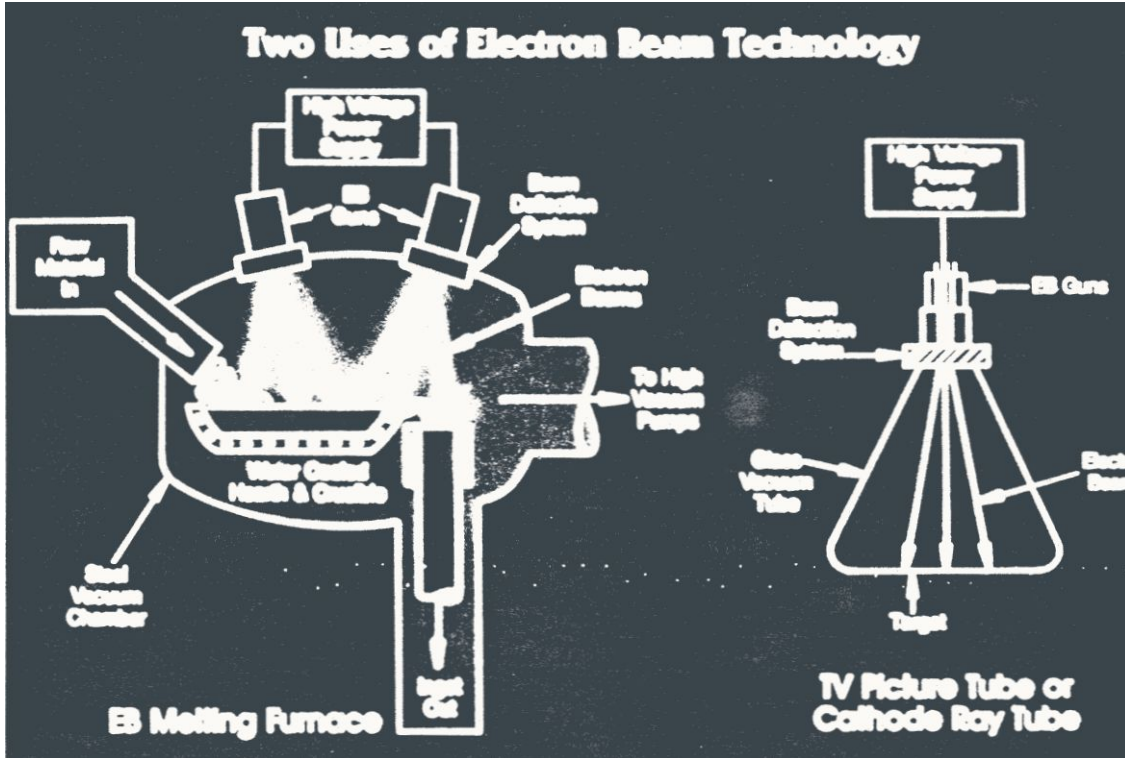 Two Uses of Electron Beam Technology
High Voltage
Power
Supply
EB
Guns
Beam
Deflection
System
Raw
Material
In
Electron
Beams
To High
Vacuum
Pumps
Water Cooled
Hearth & Crucible
Steel
Vacuum
Chamber
Ingot
Out
EB Melting Furnace
High Voltage
Power
Supply
EB Guns
Beam
Deflection
System
Glass
Vacuum
Tube
Target
TV Picture Tube or
Cathode Ray Tube